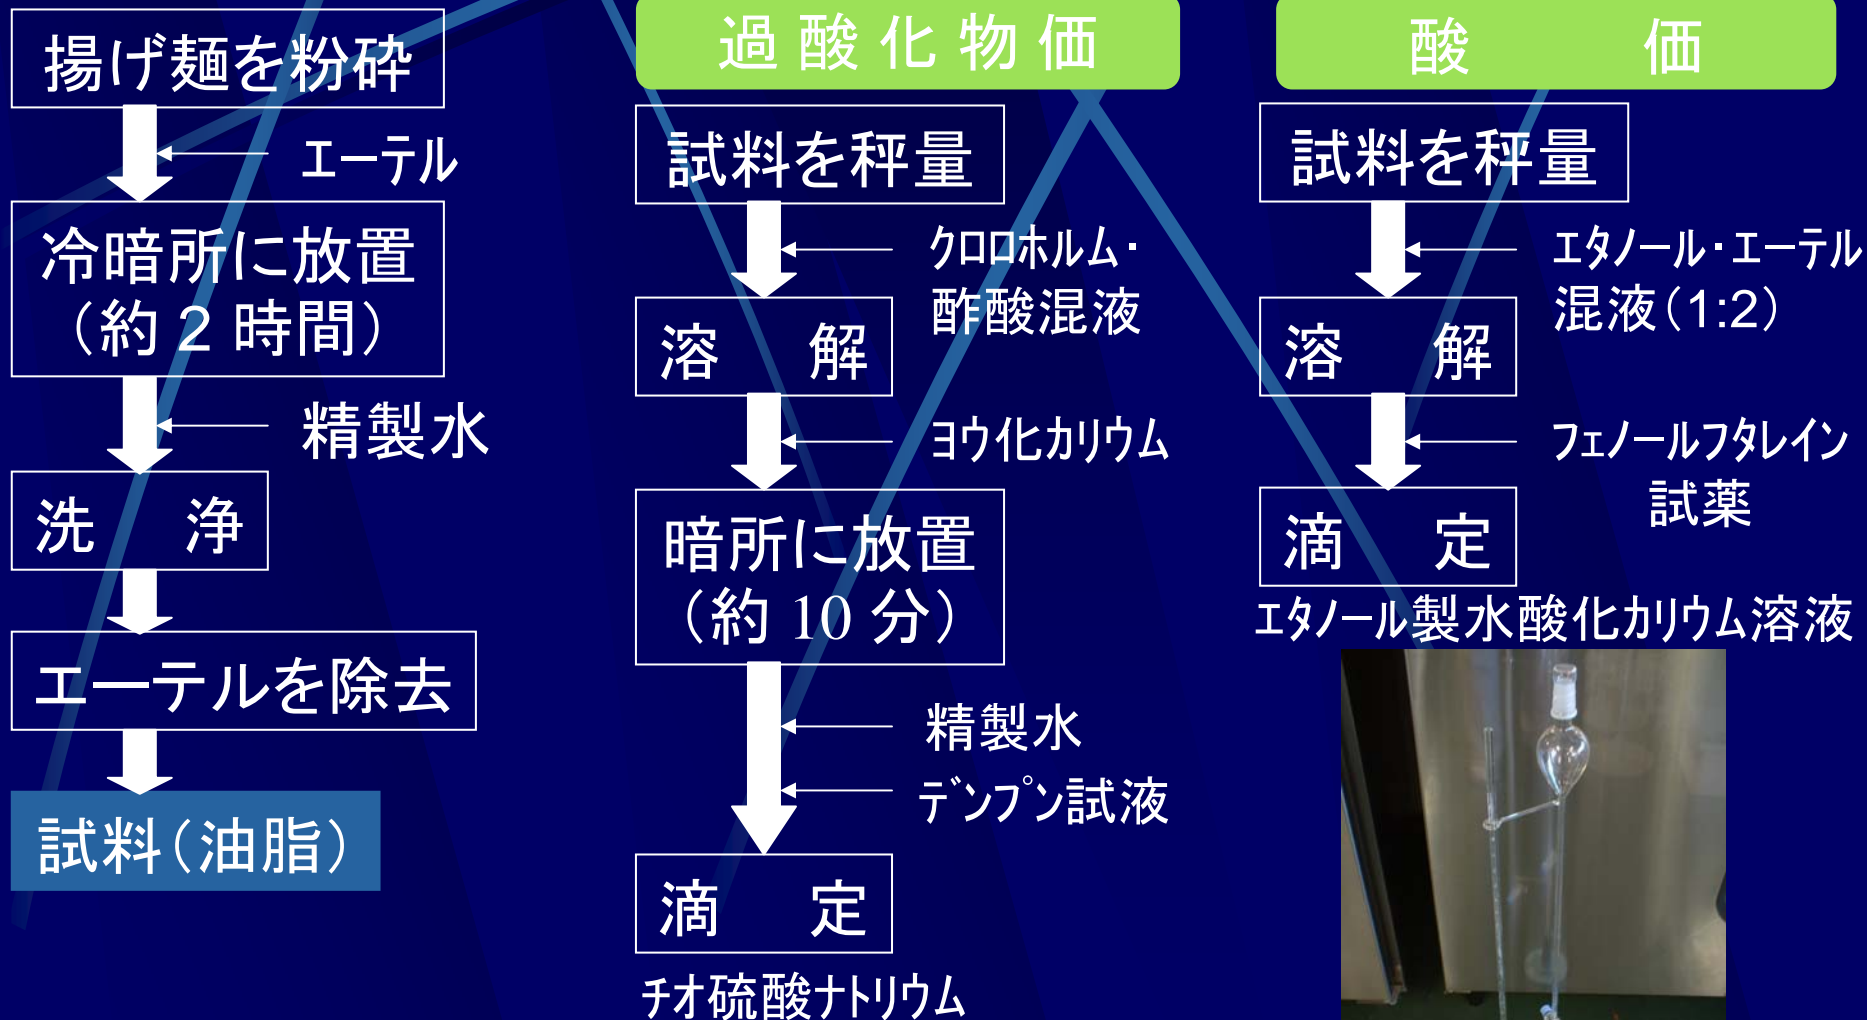 揚げ麺を粉砕
エーテル
冷暗所に放置
（約 2 時間）
精製水
洗　浄
エーテルを除去
試料（油脂）
過酸化物価
試料を秤量
クロロホルム・
酢酸混液
溶　解
ヨウ化カリウム
暗所に放置
（約 10 分）
精製水
デンプン試液
滴　定
チオ硫酸ナトリウム
酸　価
試料を秤量
エタノール・エーテル
混液（1:2）
溶　解
フェノールフタレイン
試薬
滴　定
エタノール製水酸化カリウム溶液